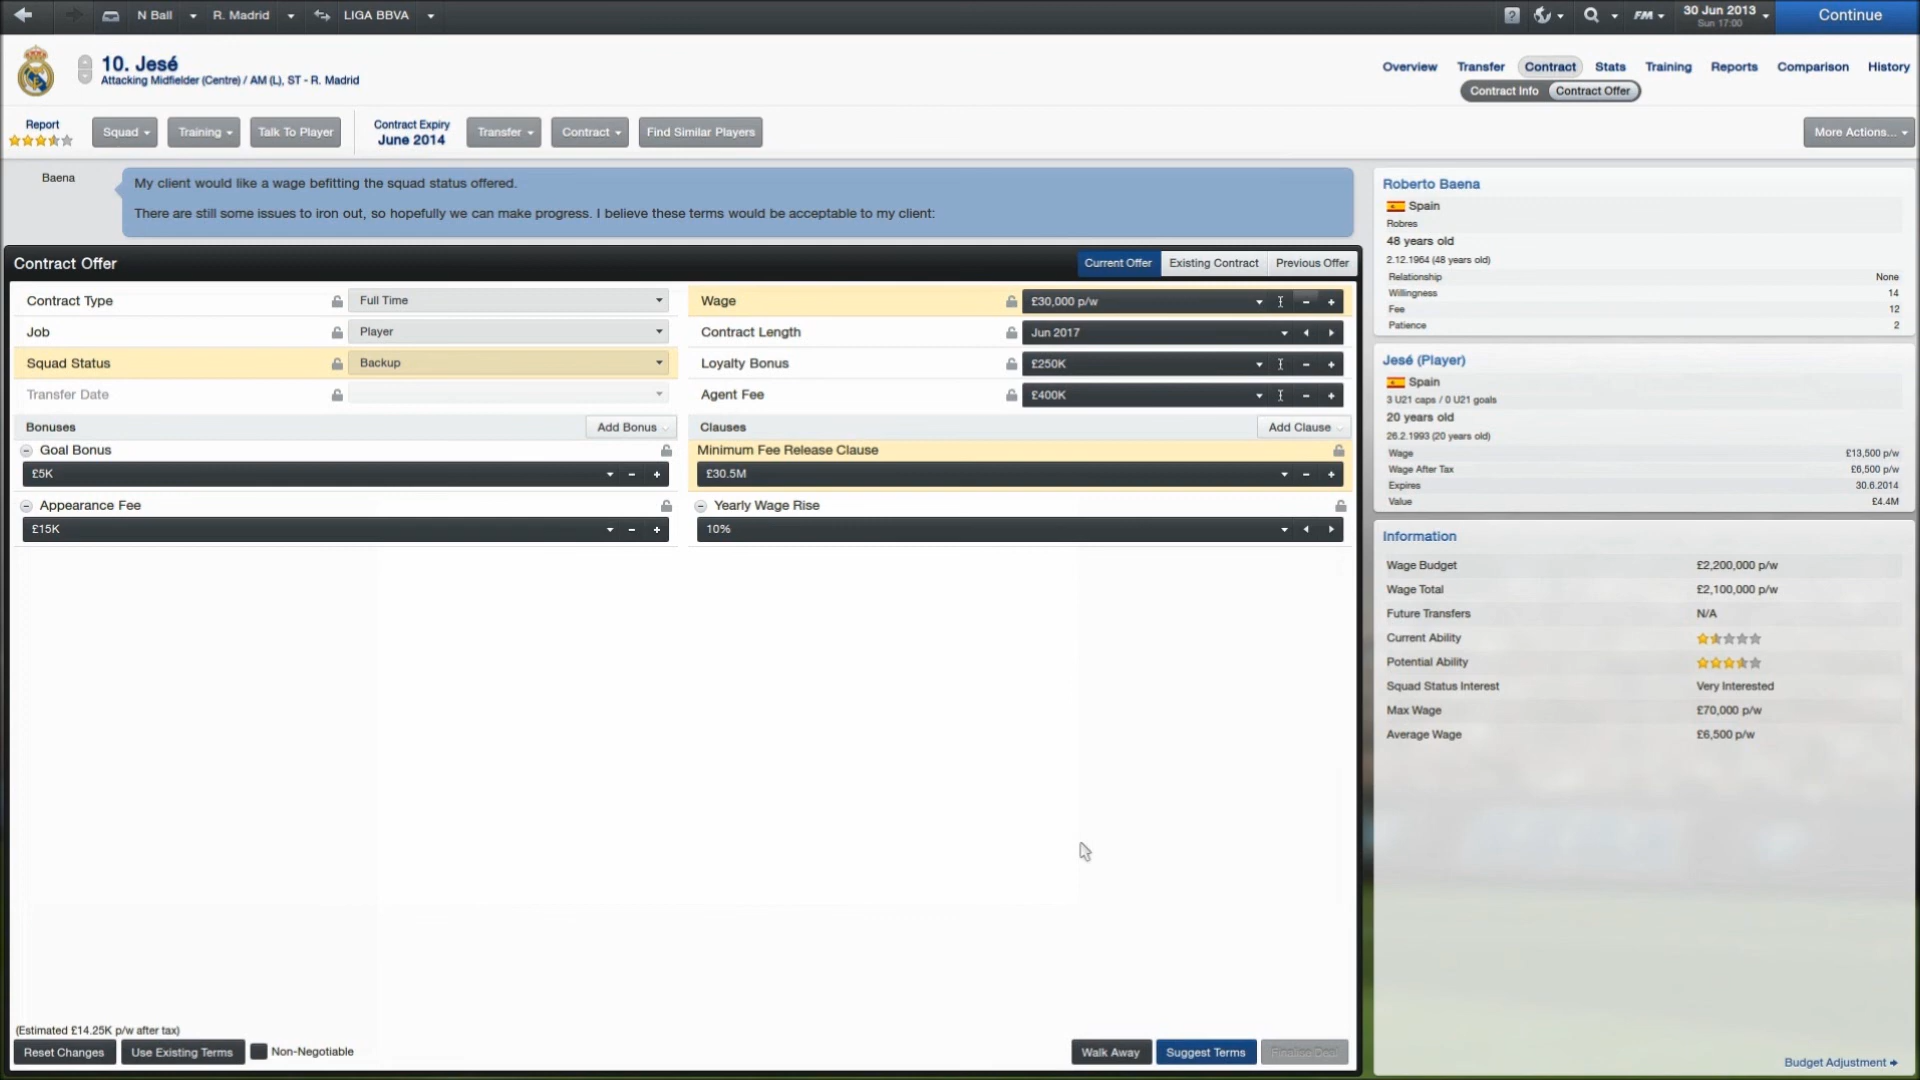 N Ball
R. Madrid
LIGA BBVA
?
FM
30 Jun 2013
Sun 17:00
Continue
10. Jesé
Attacking Midfielder (Centre) / AM (L), ST - R. Madrid
Overview
Transfer
Contract
Stats
Training
Reports
Comparison
History
Contract Info
Contract Offer
Report
Squad
Training
Talk To Player
Contract Expiry
June 2014
Transfer
Contract
Find Similar Players
More Actions...
Baena
My client would like a wage befitting the squad status offered.
There are still some issues to iron out, so hopefully we can make progress. I believe these terms would be acceptable to my client:
Contract Offer
Current Offer
Existing Contract
Previous Offer
Contract Type
Full Time
Job
Player
Squad Status
Backup
Transfer Date
Wage
£30,000 p/w
Contract Length
Jun 2017
Loyalty Bonus
£250K
Agent Fee
£400K
Bonuses
Add Bonus
Goal Bonus
£5K
Appearance Fee
£15K
Clauses
Add Clause
Minimum Fee Release Clause
£30.5M
Yearly Wage Rise
10%
(Estimated £14.25K p/w after tax)
Reset Changes
Use Existing Terms
Non-Negotiable
Walk Away
Suggest Terms
Finalise Deal
Roberto Baena
Spain
Robres
48 years old
2.12.1964 (48 years old)
Relationship None
Willingness 14
Fee 12
Patience 2
Jesé (Player)
Spain
3 U21 caps / 0 U21 goals
20 years old
26.2.1993 (20 years old)
Wage £13,500 p/w
Wage After Tax £6,500 p/w
Expires 30.6.2014
Value £4.4M
Information
Wage Budget £2,200,000 p/w
Wage Total £2,100,000 p/w
Future Transfers N/A
Current Ability
Potential Ability
Squad Status Interest Very Interested
Max Wage £70,000 p/w
Average Wage £6,500 p/w
Budget Adjustment